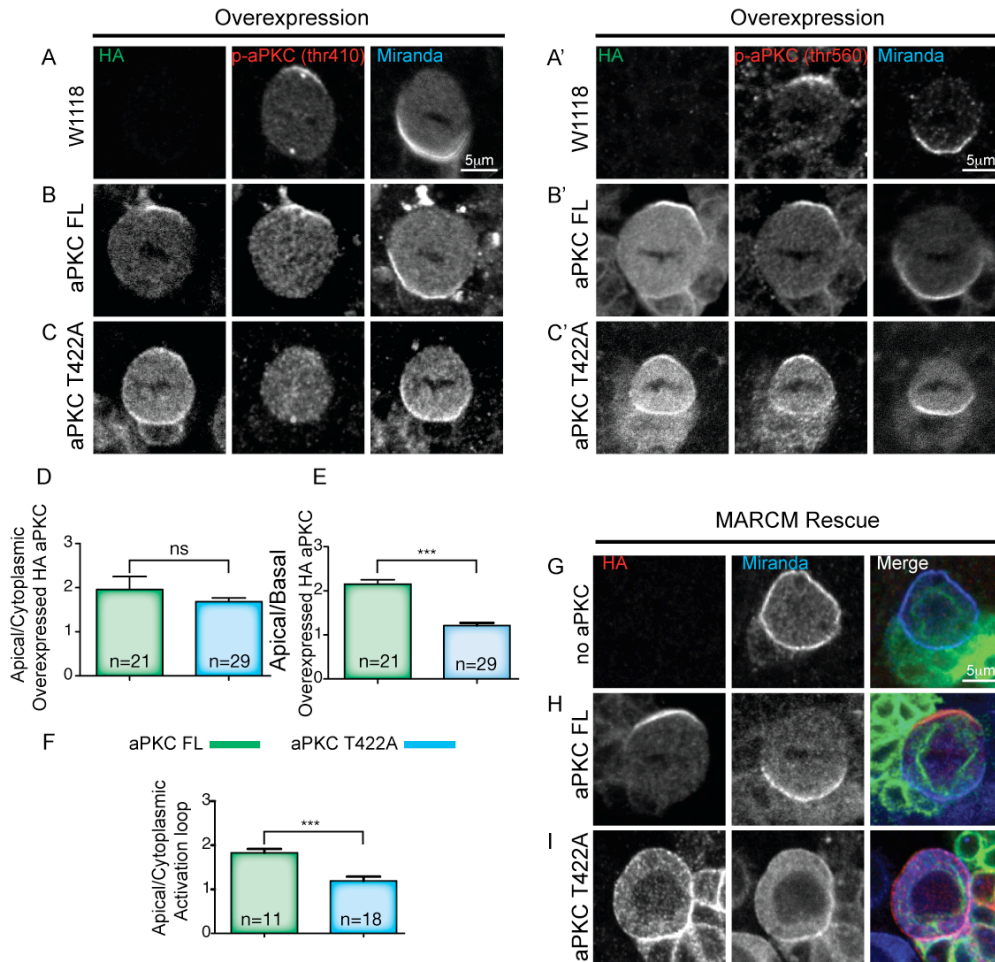 Overexpression
A
HA
p-aPKC (thr410)
Miranda
W1118
5μm
B
aPKC FL
C
aPKC T422A
Overexpression
A'
HA
p-aPKC (thr560)
Miranda
W1118
5μm
B'
aPKC FL
C'
aPKC T422A
D
Apical/Cytoplasmic
Overexpressed HA aPKC
2
1
0
ns
n=21
n=29
E
Apical/Basal
Overexpressed HA aPKC
2
1
0
***
n=21
n=29
F
aPKC FL
aPKC T422A
Apical/Cytoplasmic
Activation loop
3
2
1
0
***
n=11
n=18
MARCM Rescue
G
HA
Miranda
Merge
no aPKC
5μm
H
aPKC FL
I
aPKC T422A